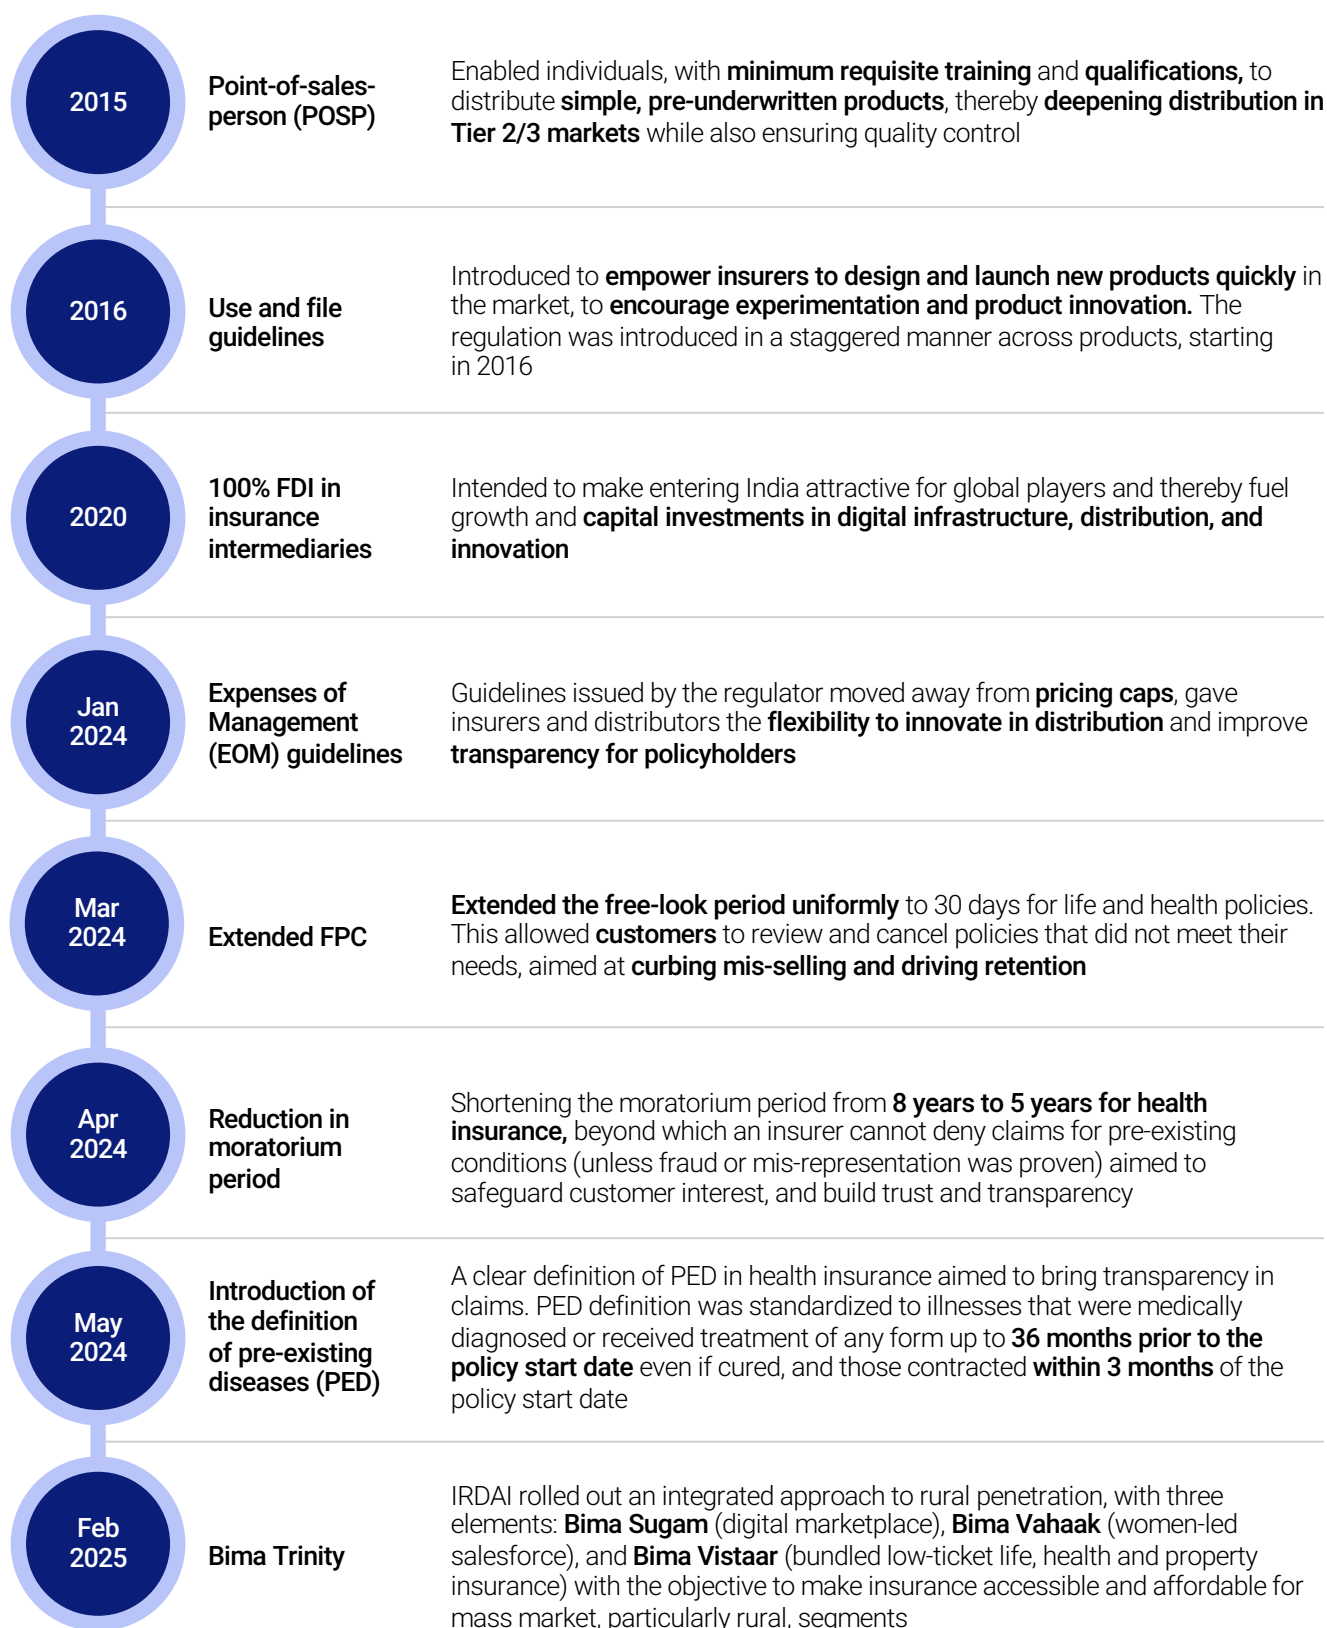 2015
Point-of-sales-
person (POSP)
Enabled individuals, with minimum requisite training and qualifications, to
distribute simple, pre-underwritten products, thereby deepening distribution in
Tier 2/3 markets while also ensuring quality control
2016
Use and file
guidelines
Introduced to empower insurers to design and launch new products quickly in
the market, to encourage experimentation and product innovation. The
regulation was introduced in a staggered manner across products, starting
in 2016
2020
100% FDI in
insurance
intermediaries
Intended to make entering India attractive for global players and thereby fuel
growth and capital investments in digital infrastructure, distribution, and
innovation
Jan
2024
Expenses of
Management
(EOM) guidelines
Guidelines issued by the regulator moved away from pricing caps, gave
insurers and distributors the flexibility to innovate in distribution and improve
transparency for policyholders
Mar
2024
Extended FPC
Extended the free-look period uniformly to 30 days for life and health policies.
This allowed customers to review and cancel policies that did not meet their
needs, aimed at curbing mis-selling and driving retention
Apr
2024
Reduction in
moratorium
period
Shortening the moratorium period from 8 years to 5 years for health
insurance, beyond which an insurer cannot deny claims for pre-existing
conditions (unless fraud or mis-representation was proven) aimed to
safeguard customer interest, and build trust and transparency
May
2024
Introduction of
the definition
of pre-existing
diseases (PED)
A clear definition of PED in health insurance aimed to bring transparency in
claims. PED definition was standardized to illnesses that were medically
diagnosed or received treatment of any form up to 36 months prior to the
policy start date even if cured, and those contracted within 3 months of the
policy start date
Feb
2025
Bima Trinity
IRDAI rolled out an integrated approach to rural penetration, with three
elements: Bima Sugam (digital marketplace), Bima Vahaak (women-led
salesforce), and Bima Vistaar (bundled low-ticket life, health and property
insurance) with the objective to make insurance accessible and affordable for
mass market, particularly rural, segments